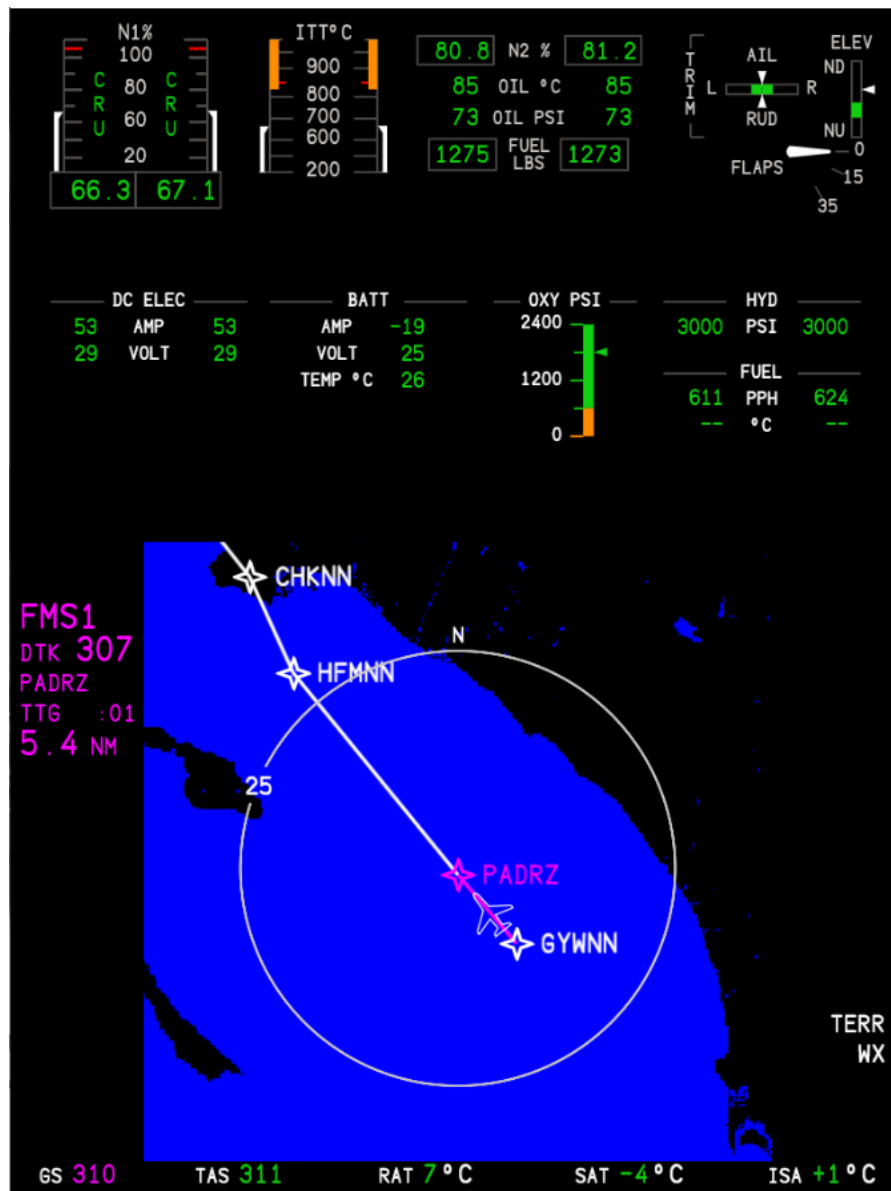 N1% ITT°C
100
C C
80
R R
60
U U
20
66.3 67.1
900
800
700
600
200
80.8 N2 % 81.2
85 OIL °C 85
73 OIL PSI 73
1275 FUEL LBS 1273
TRIM
AIL ELEV
ND
L R
RUD
NU
FLAPS 0
15
35
DC ELEC
53 AMP 53
29 VOLT 29
BATT
AMP -19
VOLT 25
TEMP °C 26
OXY PSI
2400
1200
0
HYD
3000 PSI 3000
FUEL
611 PPH 624
-- °C --
FMS1
DTK 307
PADRZ
TTG :01
5.4 NM
CHKNN
N
HFMNN
25
PADRZ
GYWNN
TERR
WX
GS 310 TAS 311 RAT 7°C SAT -4°C ISA +1°C